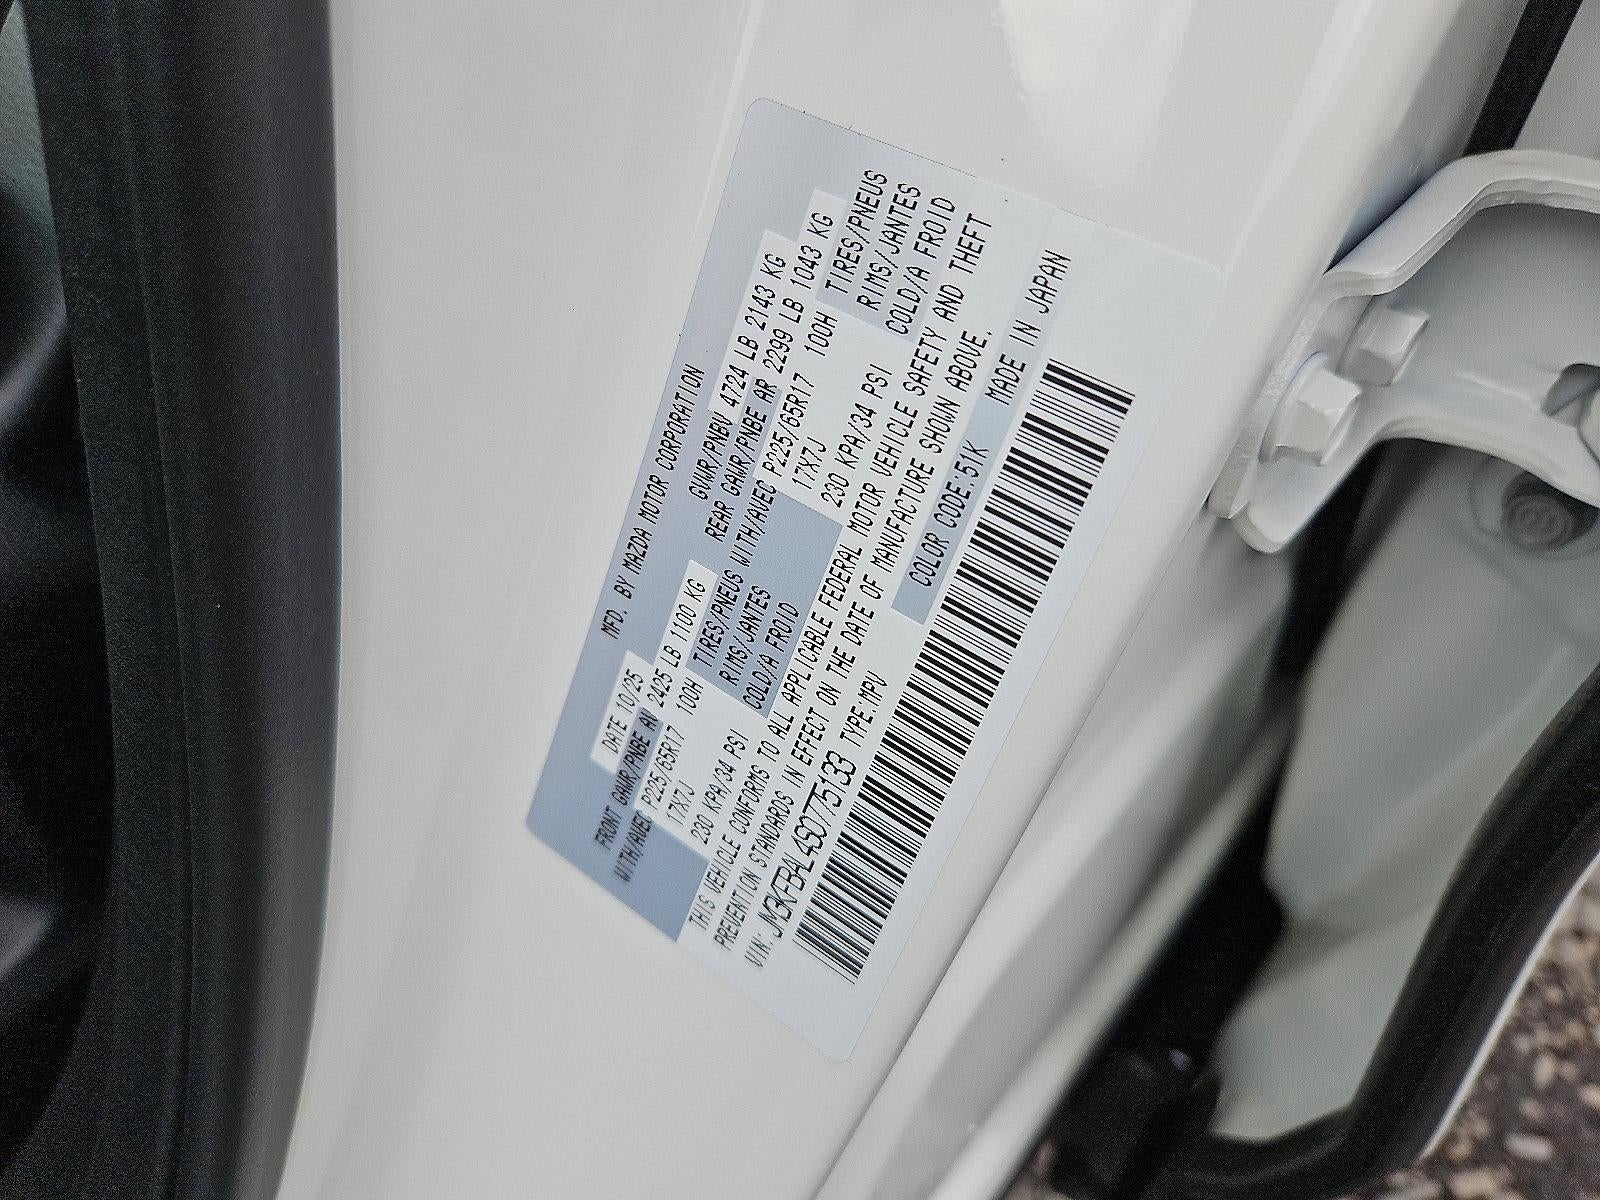 MFD. BY MAZDA MOTOR CORPORATION
DATE 10/25 GVWR/PNBV 4724 LB 2143 KG
FRONT GAWR/PNBE AV 2425 LB 1100 KG REAR GAWR/PNBE AR 2299 LB 1043 KG
WITH/AVEC P225/65R17 100H TIRES/PNEUS WITH/AVEC P225/65R17 100H TIRES/PNEUS
17X7J RIMS/JANTES 17X7J RIMS/JANTES
230 KPA/34 PSI COLD/A FROID 230 KPA/34 PSI COLD/A FROID
THIS VEHICLE CONFORMS TO ALL APPLICABLE FEDERAL MOTOR VEHICLE SAFETY AND THEFT
PREVENTION STANDARDS IN EFFECT ON THE DATE OF MANUFACTURE SHOWN ABOVE.
VIN: JM3KFBAL4S0775133 TYPE:MPV COLOR CODE:51K MADE IN JAPAN